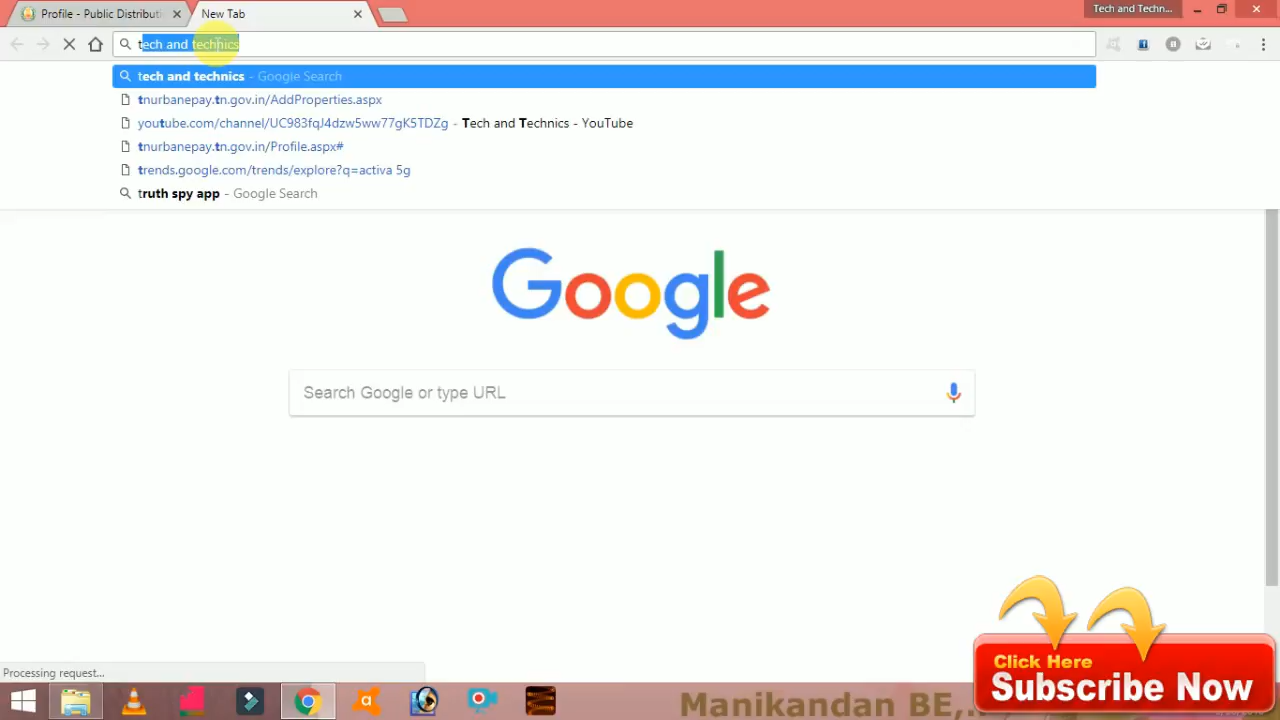 Profile - Public Distributi
New Tab
Tech and Techn...
tech and technics
tech and technics - Google Search
tnurbanepay.tn.gov.in/AddProperties.aspx
youtube.com/channel/UC983fqJ4dzw5ww77gK5TDZg - Tech and Technics - YouTube
tnurbanepay.tn.gov.in/Profile.aspx#
trends.google.com/trends/explore?q=activa 5g
truth spy app - Google Search
Google
Search Google or type URL
Processing request...
Click Here
Subscribe Now
Manikandan BE,..